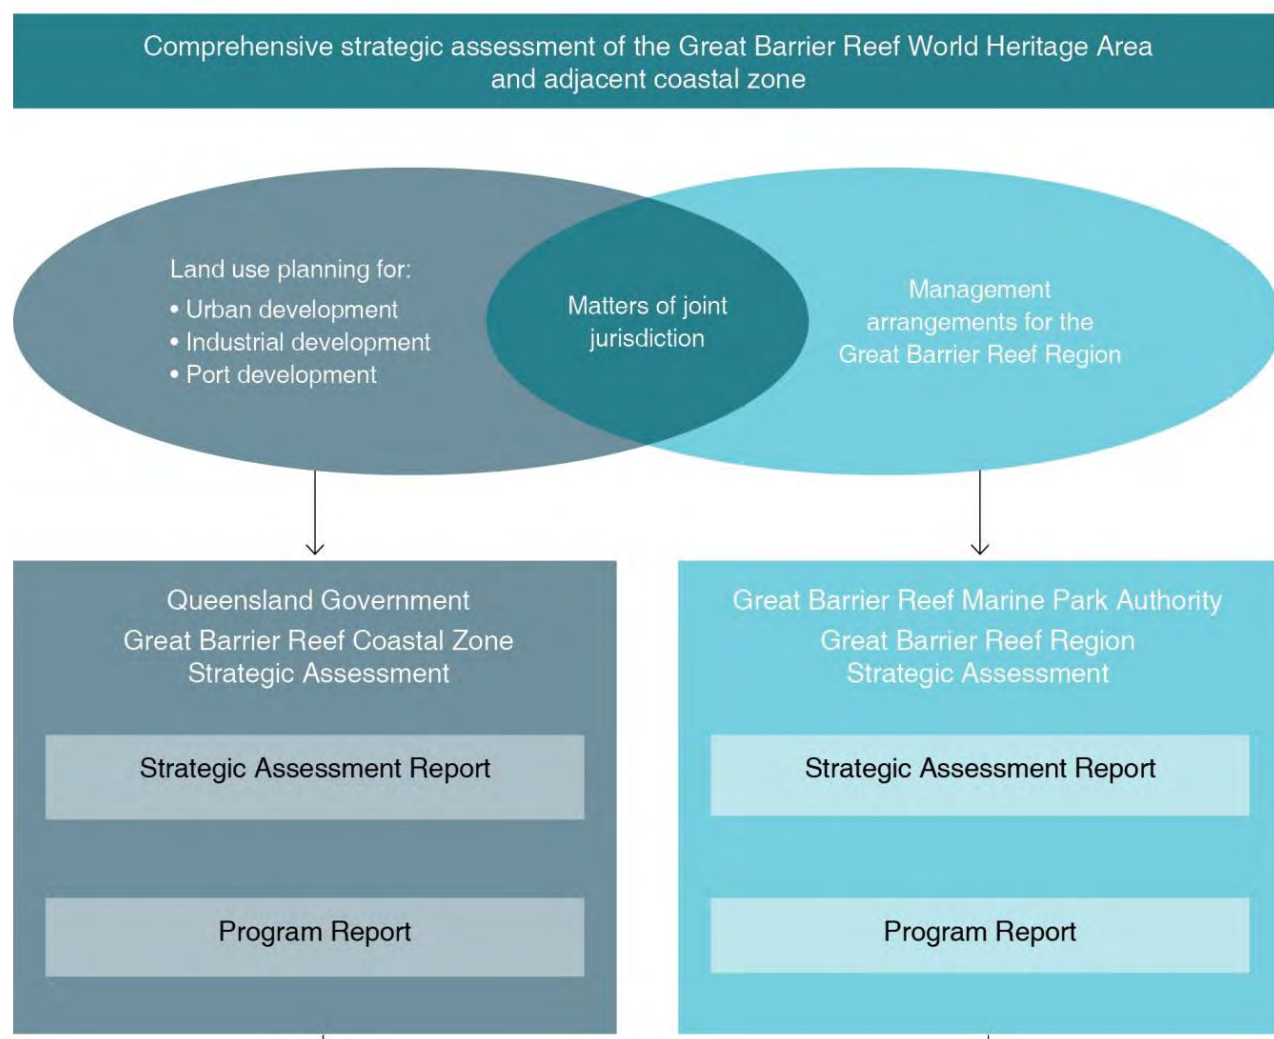 Comprehensive strategic assessment of the Great Barrier Reef World Heritage Area
and adjacent coastal zone
Land use planning for:
• Urban development
• Industrial development
• Port development
Matters of joint
jurisdiction
Management
arrangements for the
Great Barrier Reef Region
Queensland Government
Great Barrier Reef Coastal Zone
Strategic Assessment
Strategic Assessment Report
Program Report
Great Barrier Reef Marine Park Authority
Great Barrier Reef Region
Strategic Assessment
Strategic Assessment Report
Program Report